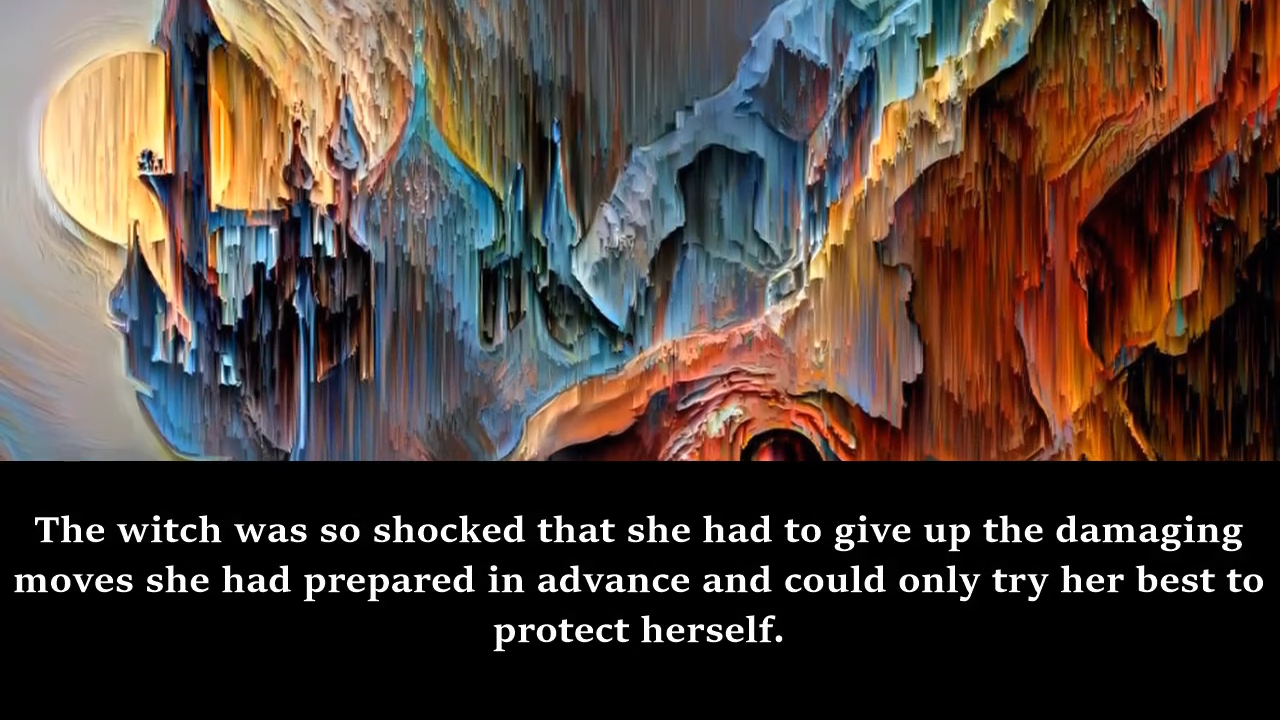 The witch was so shocked that she had to give up the damaging
moves she had prepared in advance and could only try her best to
protect herself.